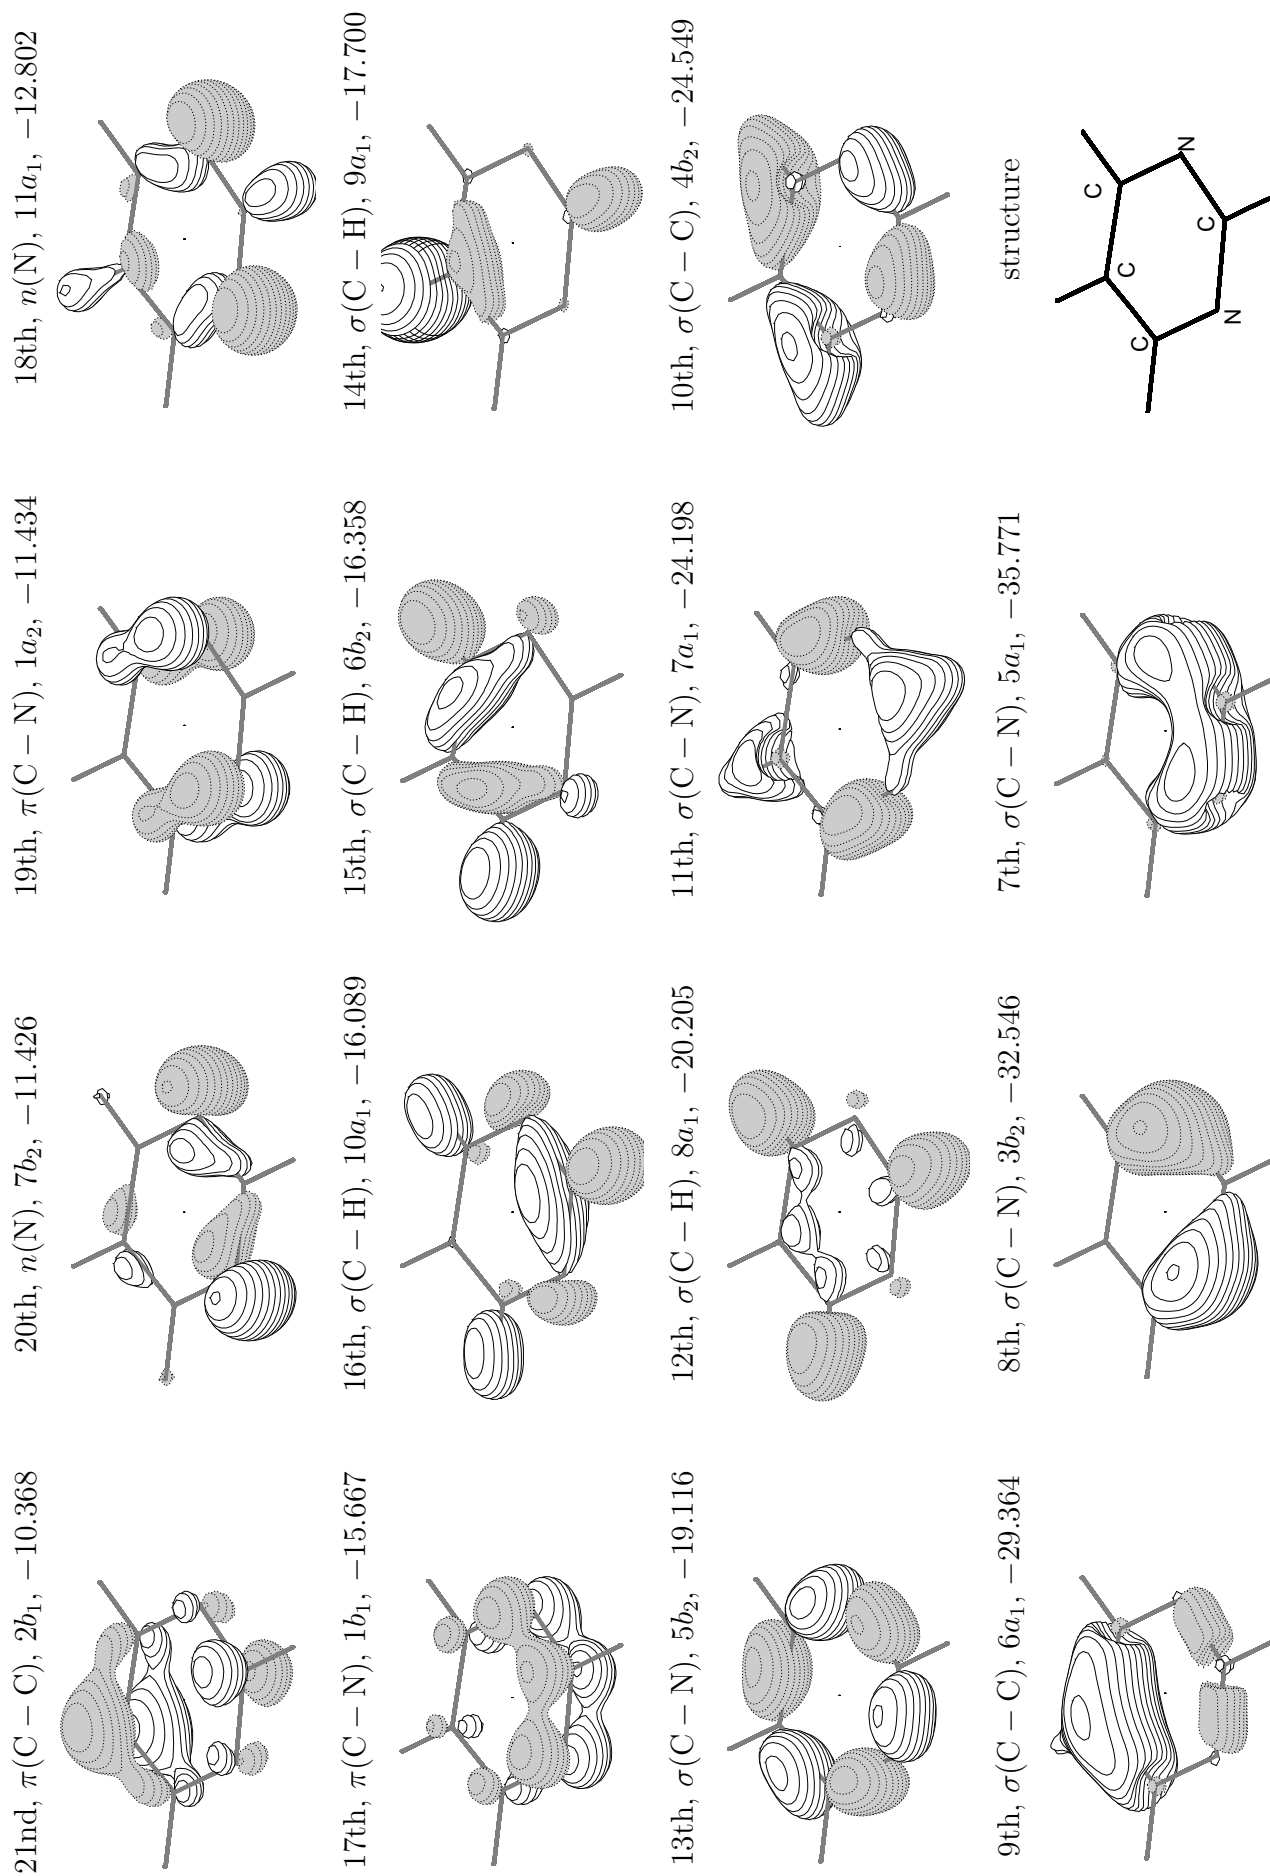 21nd, π(C − C), 2b₁, −10.368
20th, n(N), 7b₂, −11.426
19th, π(C − N), 1a₂, −11.434
18th, n(N), 11a₁, −12.802
17th, π(C − N), 1b₁, −15.667
16th, σ(C − H), 10a₁, −16.089
15th, σ(C − H), 6b₂, −16.358
14th, σ(C − H), 9a₁, −17.700
13th, σ(C − N), 5b₂, −19.116
12th, σ(C − H), 8a₁, −20.205
11th, σ(C − N), 7a₁, −24.198
10th, σ(C − C), 4b₂, −24.549
9th, σ(C − C), 6a₁, −29.364
8th, σ(C − N), 3b₂, −32.546
7th, σ(C − N), 5a₁, −35.771
structure
C
C
C
N
C
N